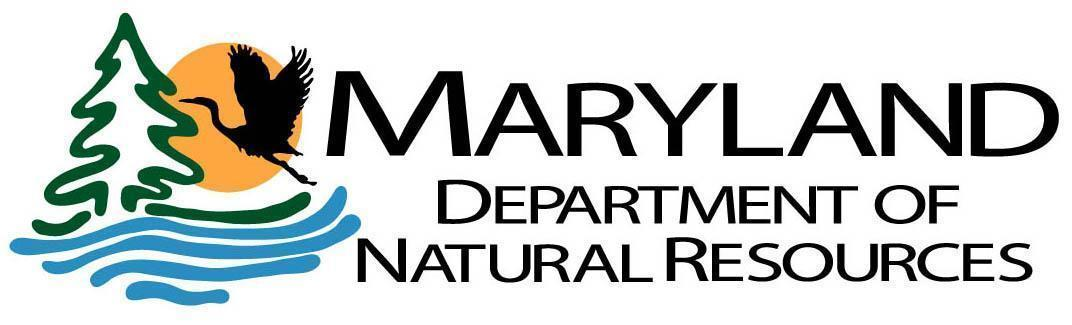 MARYLAND
DEPARTMENT OF
NATURAL RESOURCES